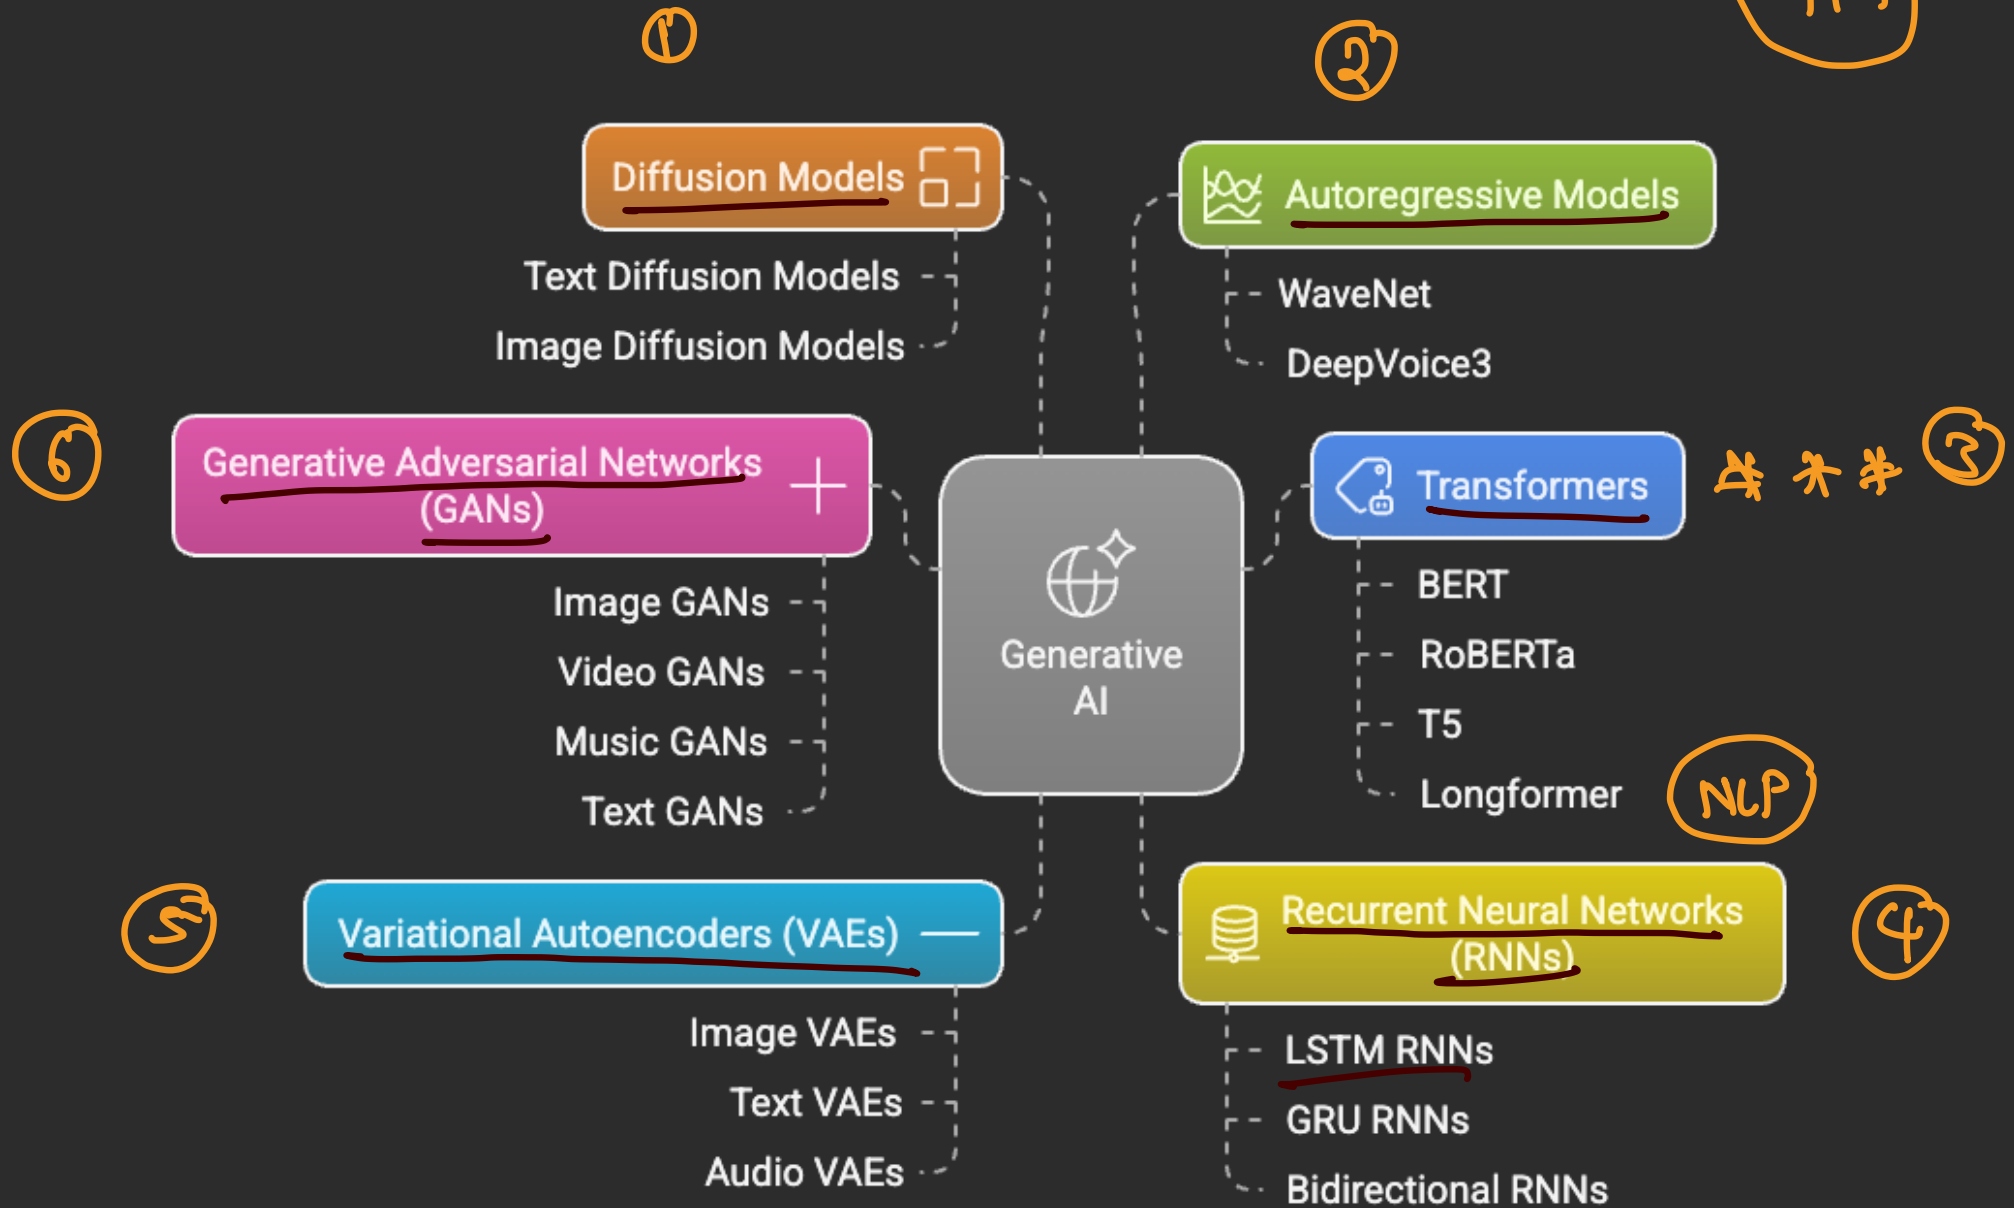 1
2
Diffusion Models
Text Diffusion Models
Image Diffusion Models
Autoregressive Models
WaveNet
DeepVoice3
6
Generative Adversarial Networks
(GANs)
Image GANs
Video GANs
Music GANs
Text GANs
Generative
AI
Transformers
3
BERT
RoBERTa
T5
Longformer
NLP
5
Variational Autoencoders (VAEs)
Image VAEs
Text VAEs
Audio VAEs
Recurrent Neural Networks
(RNNs)
4
LSTM RNNs
GRU RNNs
Bidirectional RNNs